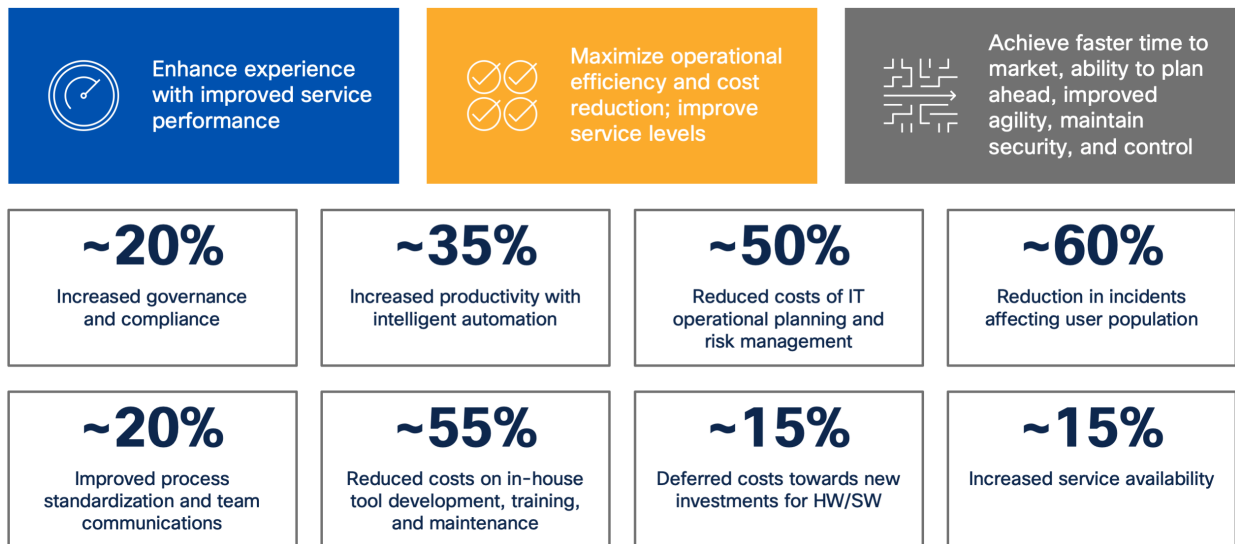 Enhance experience
with improved service
performance
Maximize operational
efficiency and cost
reduction; improve
service levels
Achieve faster time to
market, ability to plan
ahead, improved
agility, maintain
security, and control
~20%
Increased governance
and compliance
~35%
Increased productivity with
intelligent automation
~50%
Reduced costs of IT
operational planning and
risk management
~60%
Reduction in incidents
affecting user population
~20%
Improved process
standardization and team
communications
~55%
Reduced costs on in-house
tool development, training,
and maintenance
~15%
Deferred costs towards new
investments for HW/SW
~15%
Increased service availability